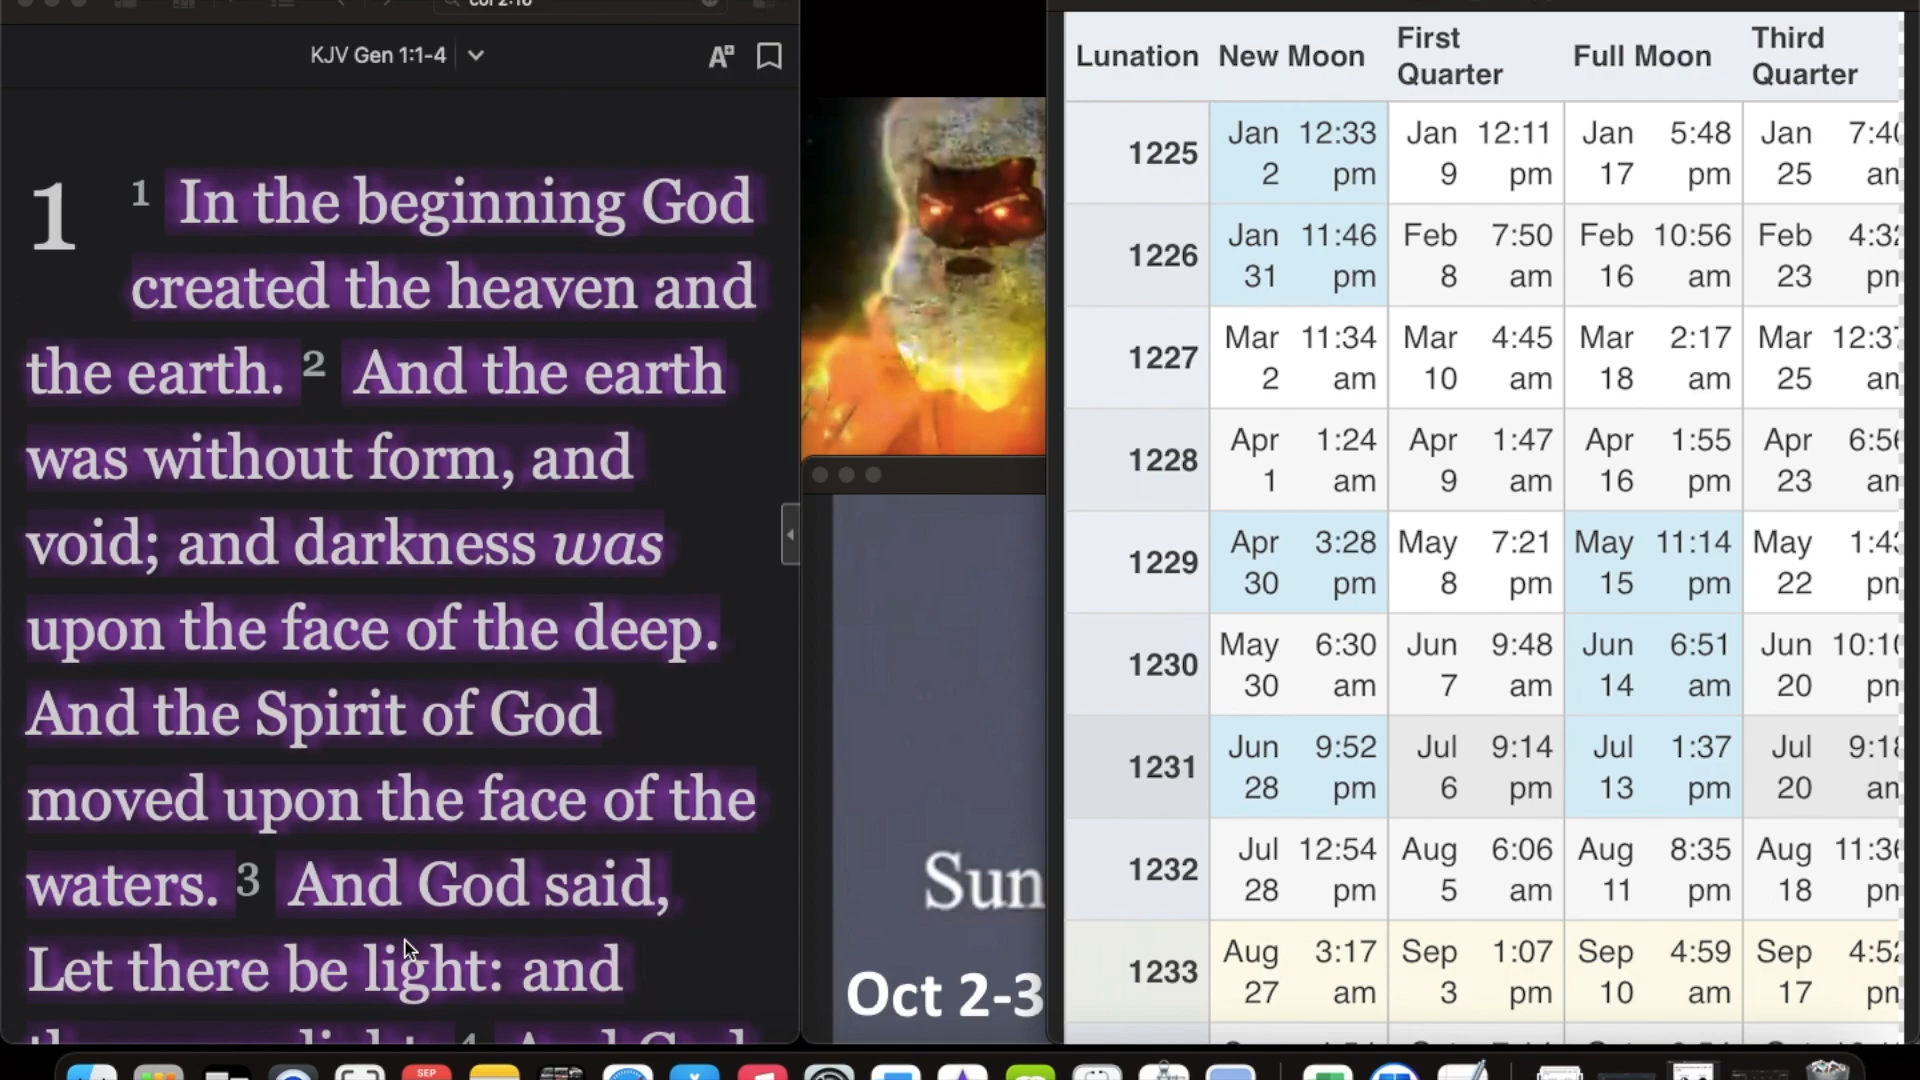 col 2:16
KJV Gen 1:1-4
1
1 In the beginning God
created the heaven and
the earth. 2 And the earth
was without form, and
void; and darkness was
upon the face of the deep.
And the Spirit of God
moved upon the face of the
waters. 3 And God said,
Let there be light: and
Sun
Oct 2-3
Lunation New Moon First Quarter Full Moon Third Quarter
1225 Jan 2 12:33 pm Jan 9 12:11 pm Jan 17 5:48 pm Jan 25
1226 Jan 31 11:46 pm Feb 8 7:50 am Feb 16 10:56 am Feb 23
1227 Mar 2 11:34 am Mar 10 4:45 am Mar 18 2:17 am Mar 25
1228 Apr 1 1:24 am Apr 9 1:47 am Apr 16 1:55 pm Apr 23
1229 Apr 30 3:28 pm May 8 7:21 pm May 15 11:14 pm May 22
1230 May 30 6:30 am Jun 7 9:48 am Jun 14 6:51 am Jun 20
1231 Jun 28 9:52 pm Jul 6 9:14 pm Jul 13 1:37 pm Jul 20
1232 Jul 28 12:54 pm Aug 5 6:06 am Aug 11 8:35 pm Aug 18
1233 Aug 27 3:17 am Sep 3 1:07 pm Sep 10 4:59 am Sep 17
SEP